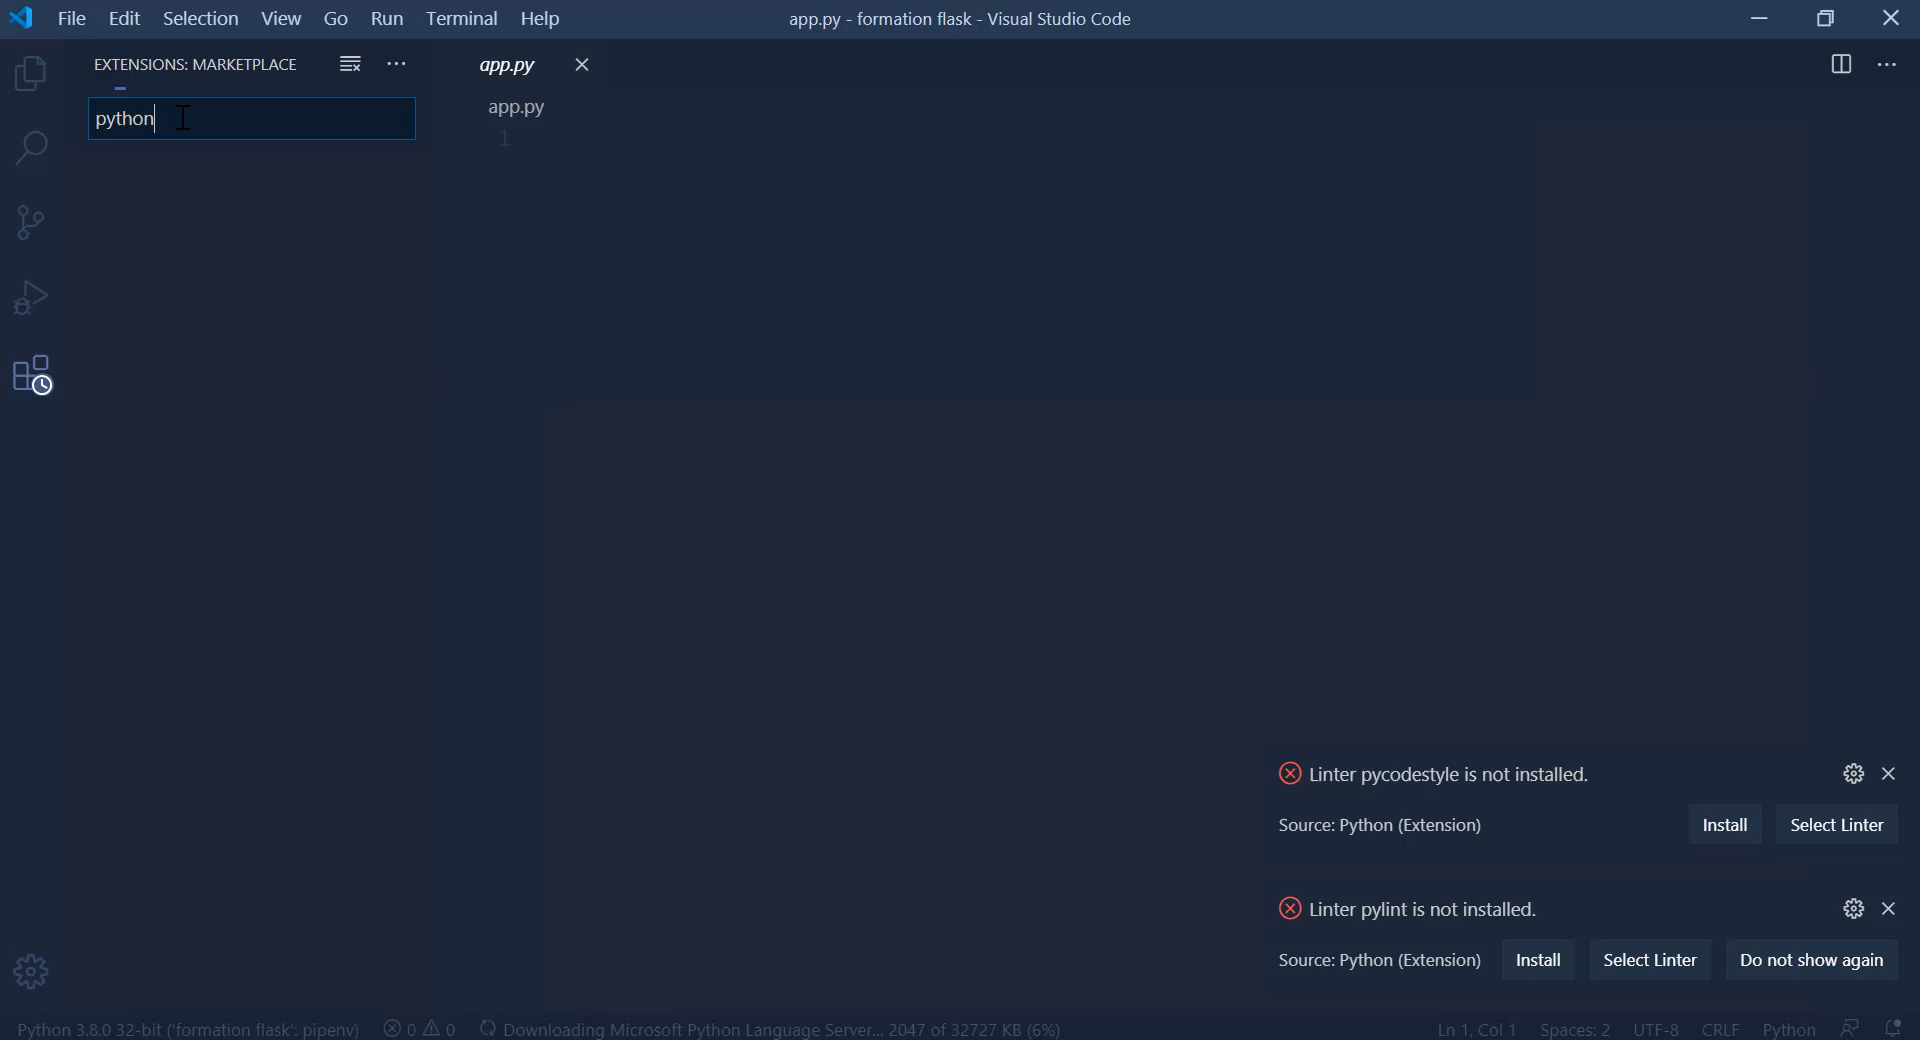 File Edit Selection View Go Run Terminal Help
app.py - formation flask - Visual Studio Code
EXTENSIONS: MARKETPLACE
app.py
python
app.py
1
Linter pycodestyle is not installed.
Source: Python (Extension)
Install
Select Linter
Linter pylint is not installed.
Source: Python (Extension)
Install
Select Linter
Do not show again
Python 3.8.0 32-bit ('formation flask': pipenv) 0 0 Downloading Microsoft Python Language Server... 2047 of 32727 KB (6%) Ln 1, Col 1 Spaces: 2 UTF-8 CRLF Python